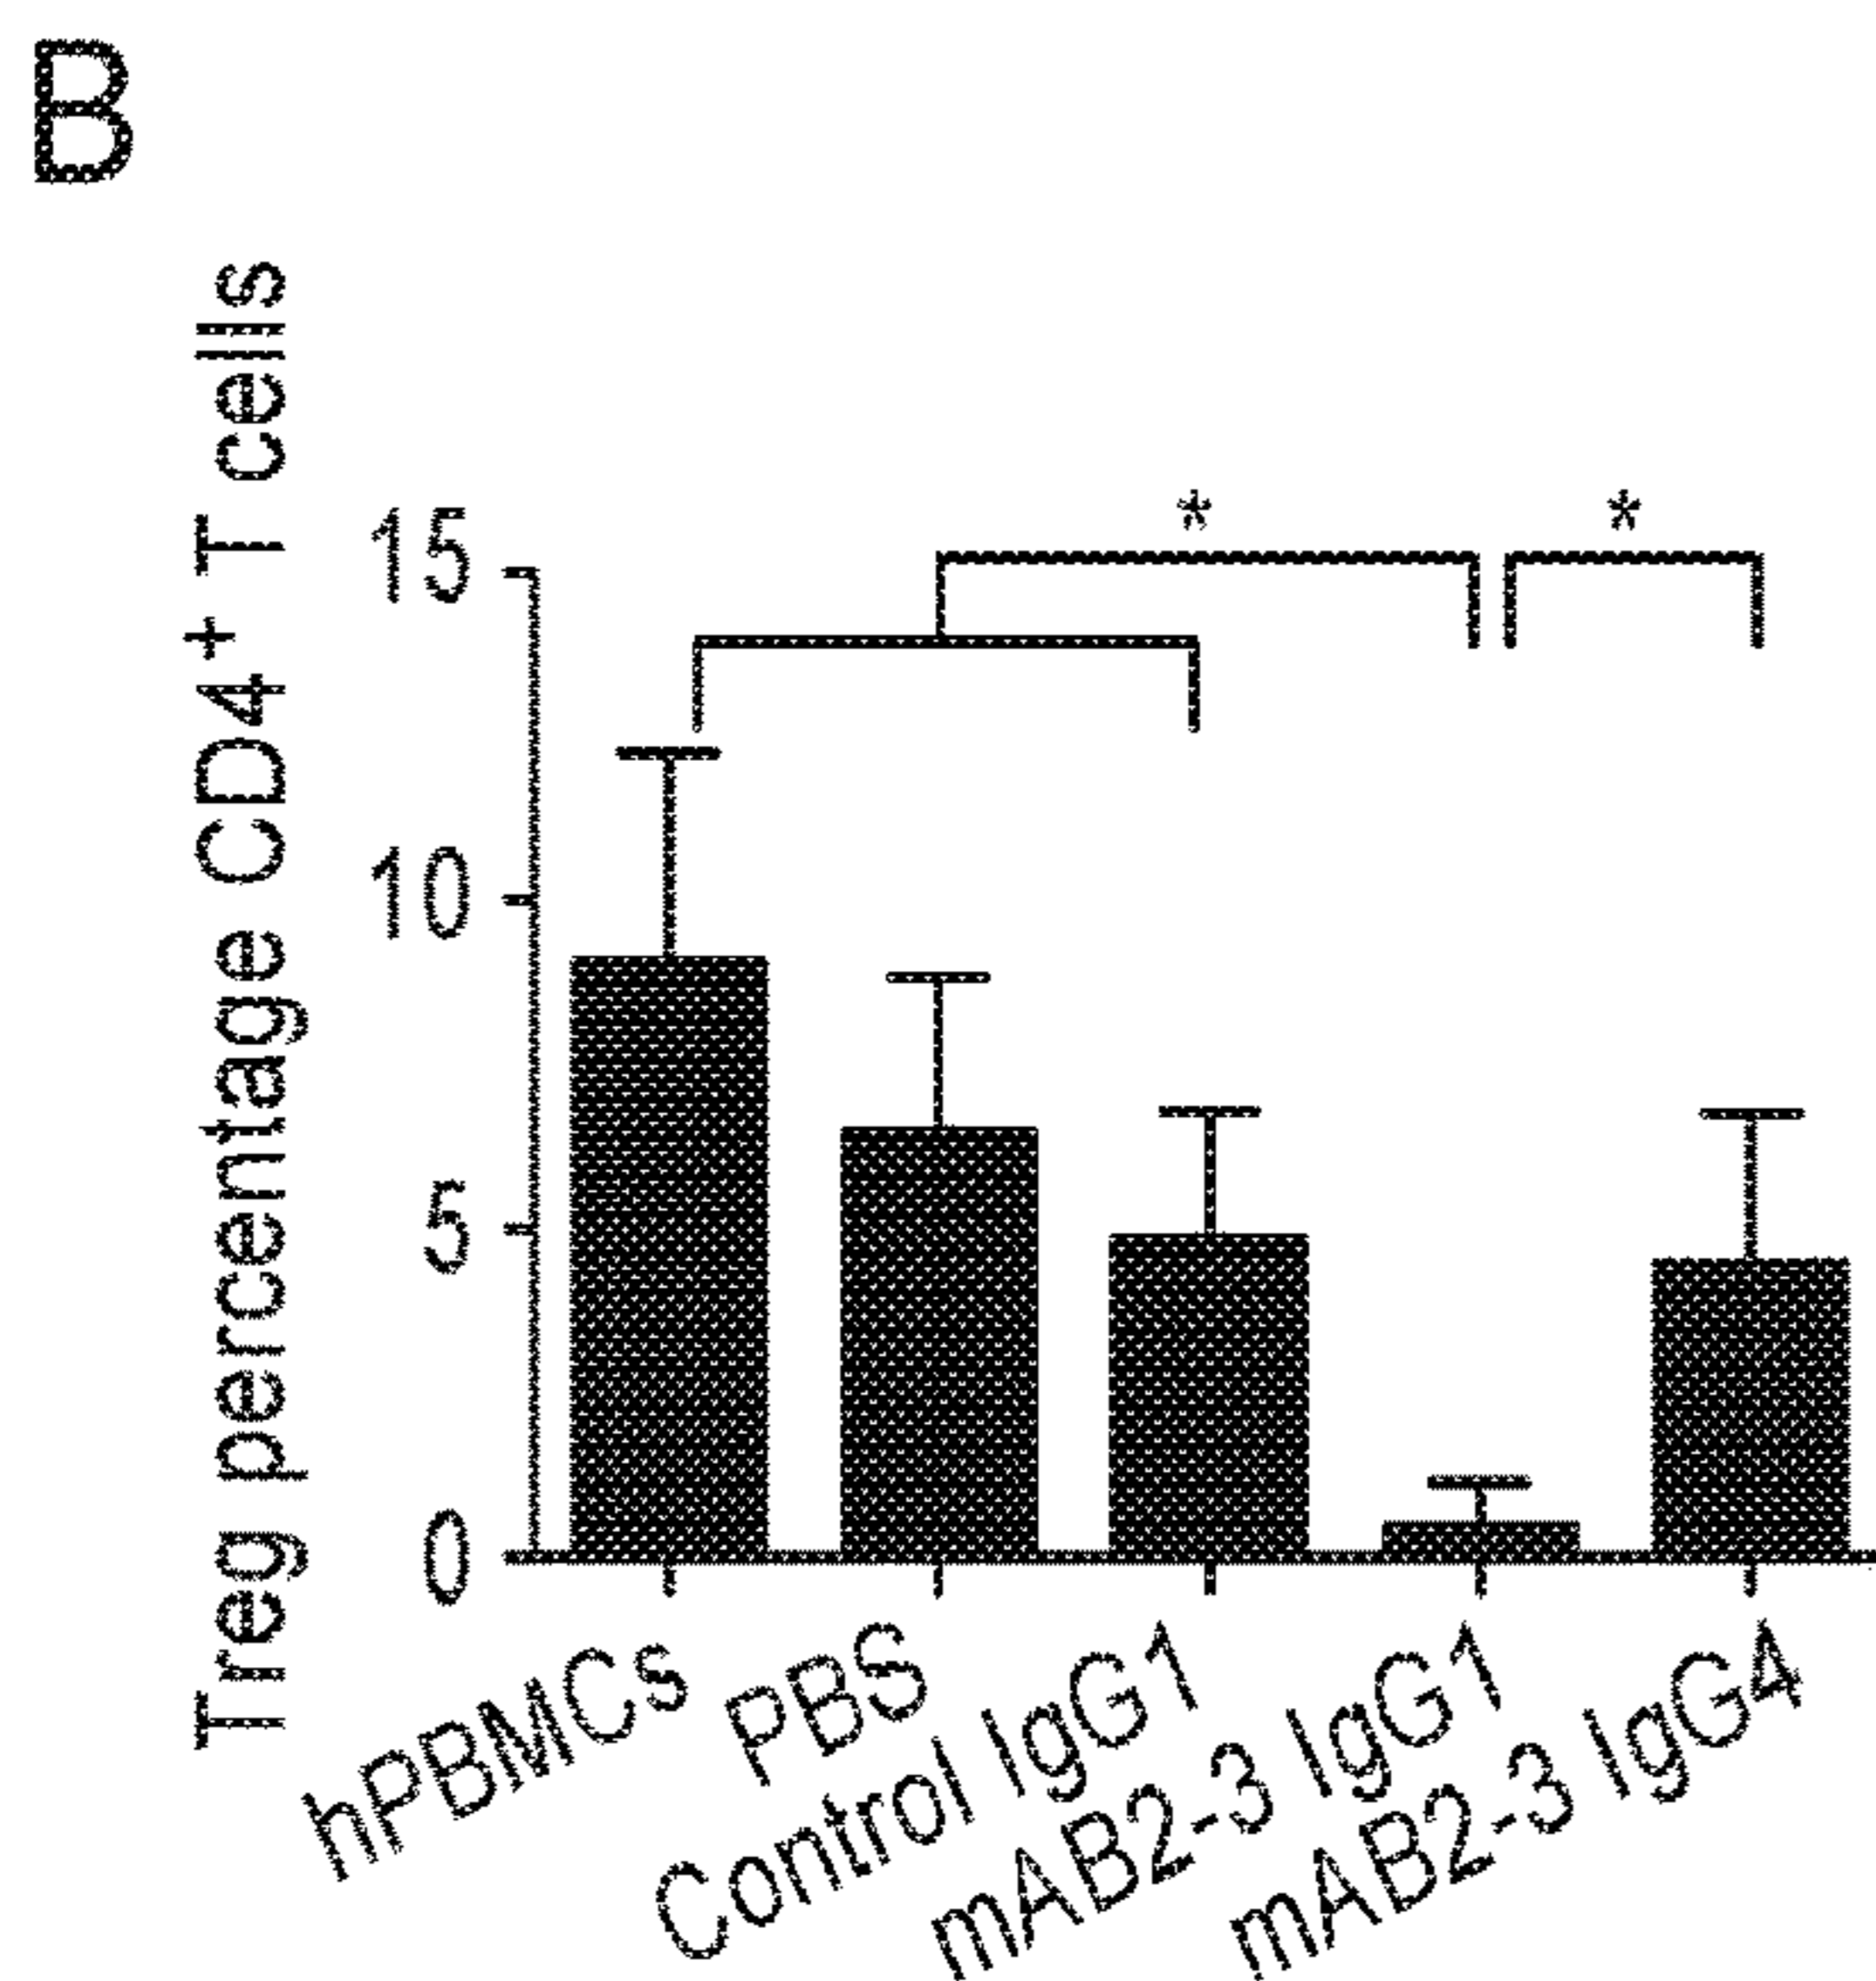 B
Treg percentage CD4⁺ T cells
15
10
5
0
* *
hPBMCs
PBS
Control IgG1
mAB2-3 IgG1
mAB2-3 IgG4